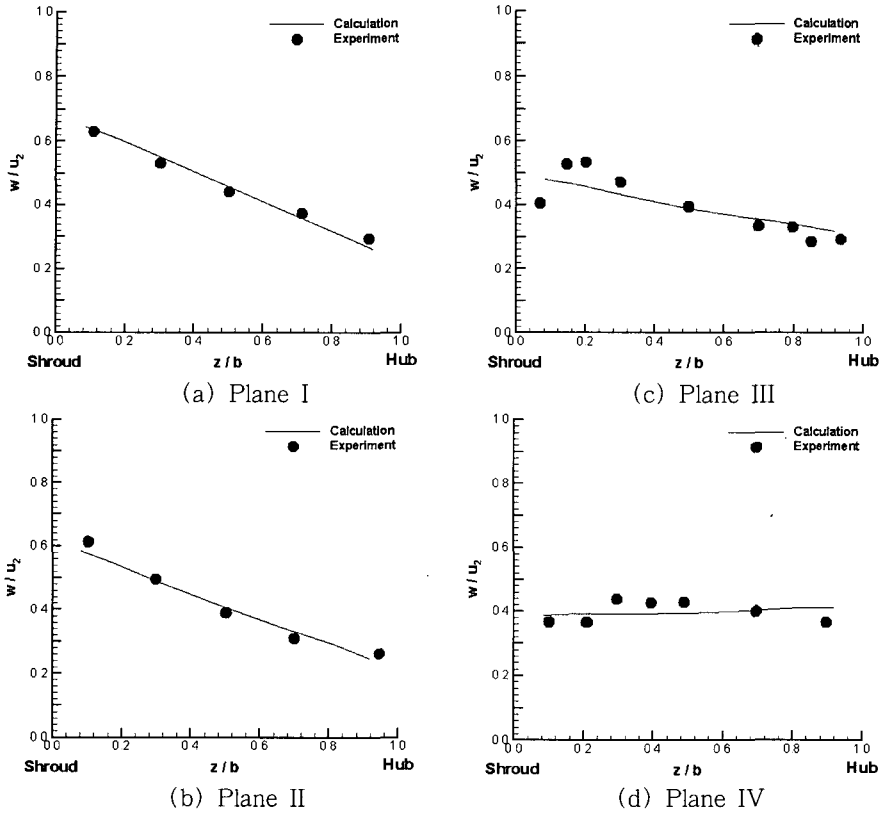 1 0
0 8
0 6
0 4
0 2
0 0
w / u2
Calculation
Experiment
0 0 0 2 0 4 0 6 0 8 1 0
Shroud z / b Hub
(a) Plane I
1 0
0 8
0 6
0 4
0 2
0 0
w / u2
Calculation
Experiment
0 0 0 2 0 4 0 6 0 8 1 0
Shroud z / b Hub
(c) Plane III
1 0
0 8
0 6
0 4
0 2
0 0
w / u2
Calculation
Experiment
0 0 0 2 0 4 0 6 0 8 1 0
Shroud z / b Hub
(b) Plane II
1 0
0 8
0 6
0 4
0 2
0 0
w / u2
Calculation
Experiment
0 0 0 2 0 4 0 6 0 8 1 0
Shroud z / b Hub
(d) Plane IV